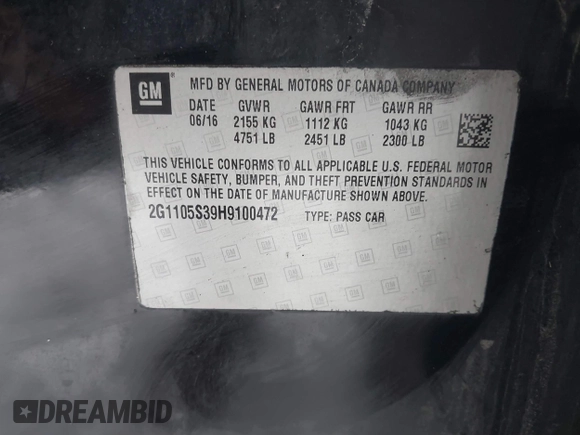 GM MFD BY GENERAL MOTORS OF CANADA COMPANY
DATE GVWR GAWR FRT GAWR RR
06/16 2155 KG 1112 KG 1043 KG
4751 LB 2451 LB 2300 LB
THIS VEHICLE CONFORMS TO ALL APPLICABLE U.S. FEDERAL MOTOR
VEHICLE SAFETY, BUMPER, AND THEFT PREVENTION STANDARDS IN
EFFECT ON THE DATE OF MANUFACTURE SHOWN ABOVE.
2G1105S39H9100472 TYPE: PASS CAR
DREAMBID